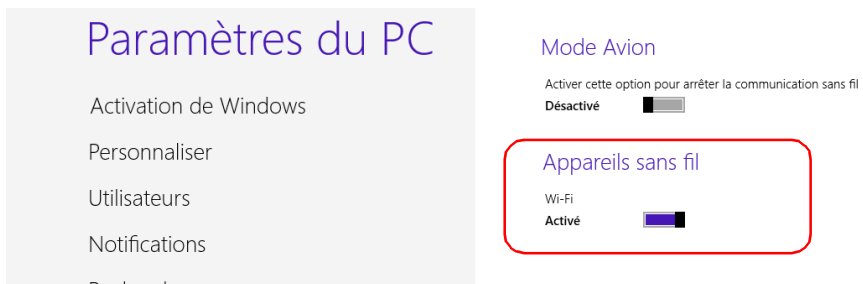 Paramètres du PC
Activation de Windows
Personnaliser
Utilisateurs
Notifications
Mode Avion
Activer cette option pour arrêter la communication sans fil
Désactivé
Appareils sans fil
Wi-Fi
Activé